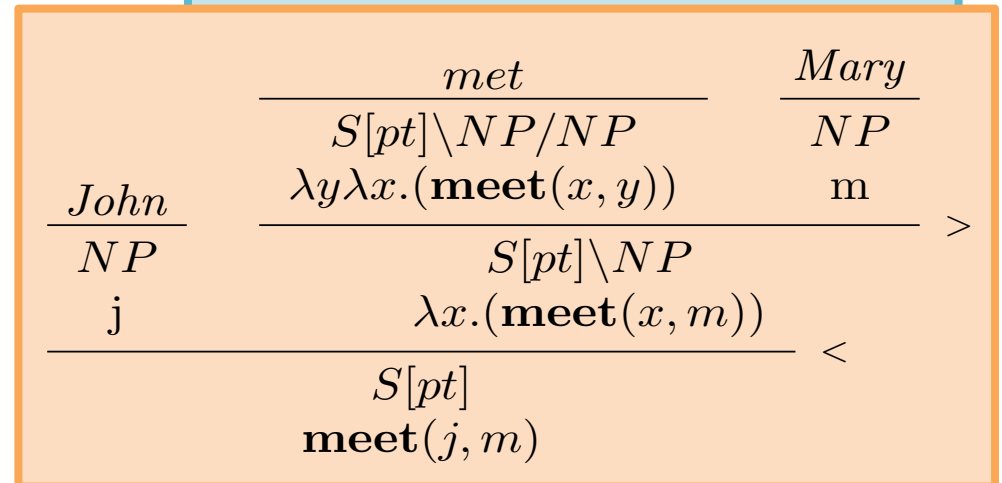 met Mary
S[pt]\NP/NP NP
λyλx.(meet(x, y)) m
John
>
NP S[pt]\NP
j λx.(meet(x, m))
<
S[pt]
meet(j, m)